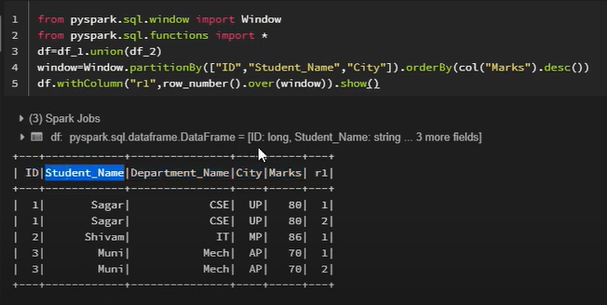 1 from pyspark.sql.window import Window
2 from pyspark.sql.functions import *
3 df=df_1.union(df_2)
4 window=Window.partitionBy(["ID","Student_Name","City"]).orderBy(col("Marks").desc())
5 df.withColumn("r1",row_number().over(window)).show()
(3) Spark Jobs
df: pyspark.sql.dataframe.DataFrame = [ID: long, Student_Name: string ... 3 more fields]
+---+------------+---------------+----+-----+---+
| ID|Student_Name|Department_Name|City|Marks| r1|
+---+------------+---------------+----+-----+---+
|  1|       Sagar|            CSE|  UP|   80|  1|
|  1|       Sagar|            CSE|  UP|   80|  2|
|  2|      Shivam|             IT|  MP|   86|  1|
|  3|        Muni|           Mech|  AP|   70|  1|
|  3|        Muni|           Mech|  AP|   70|  2|
+---+------------+---------------+----+-----+---+